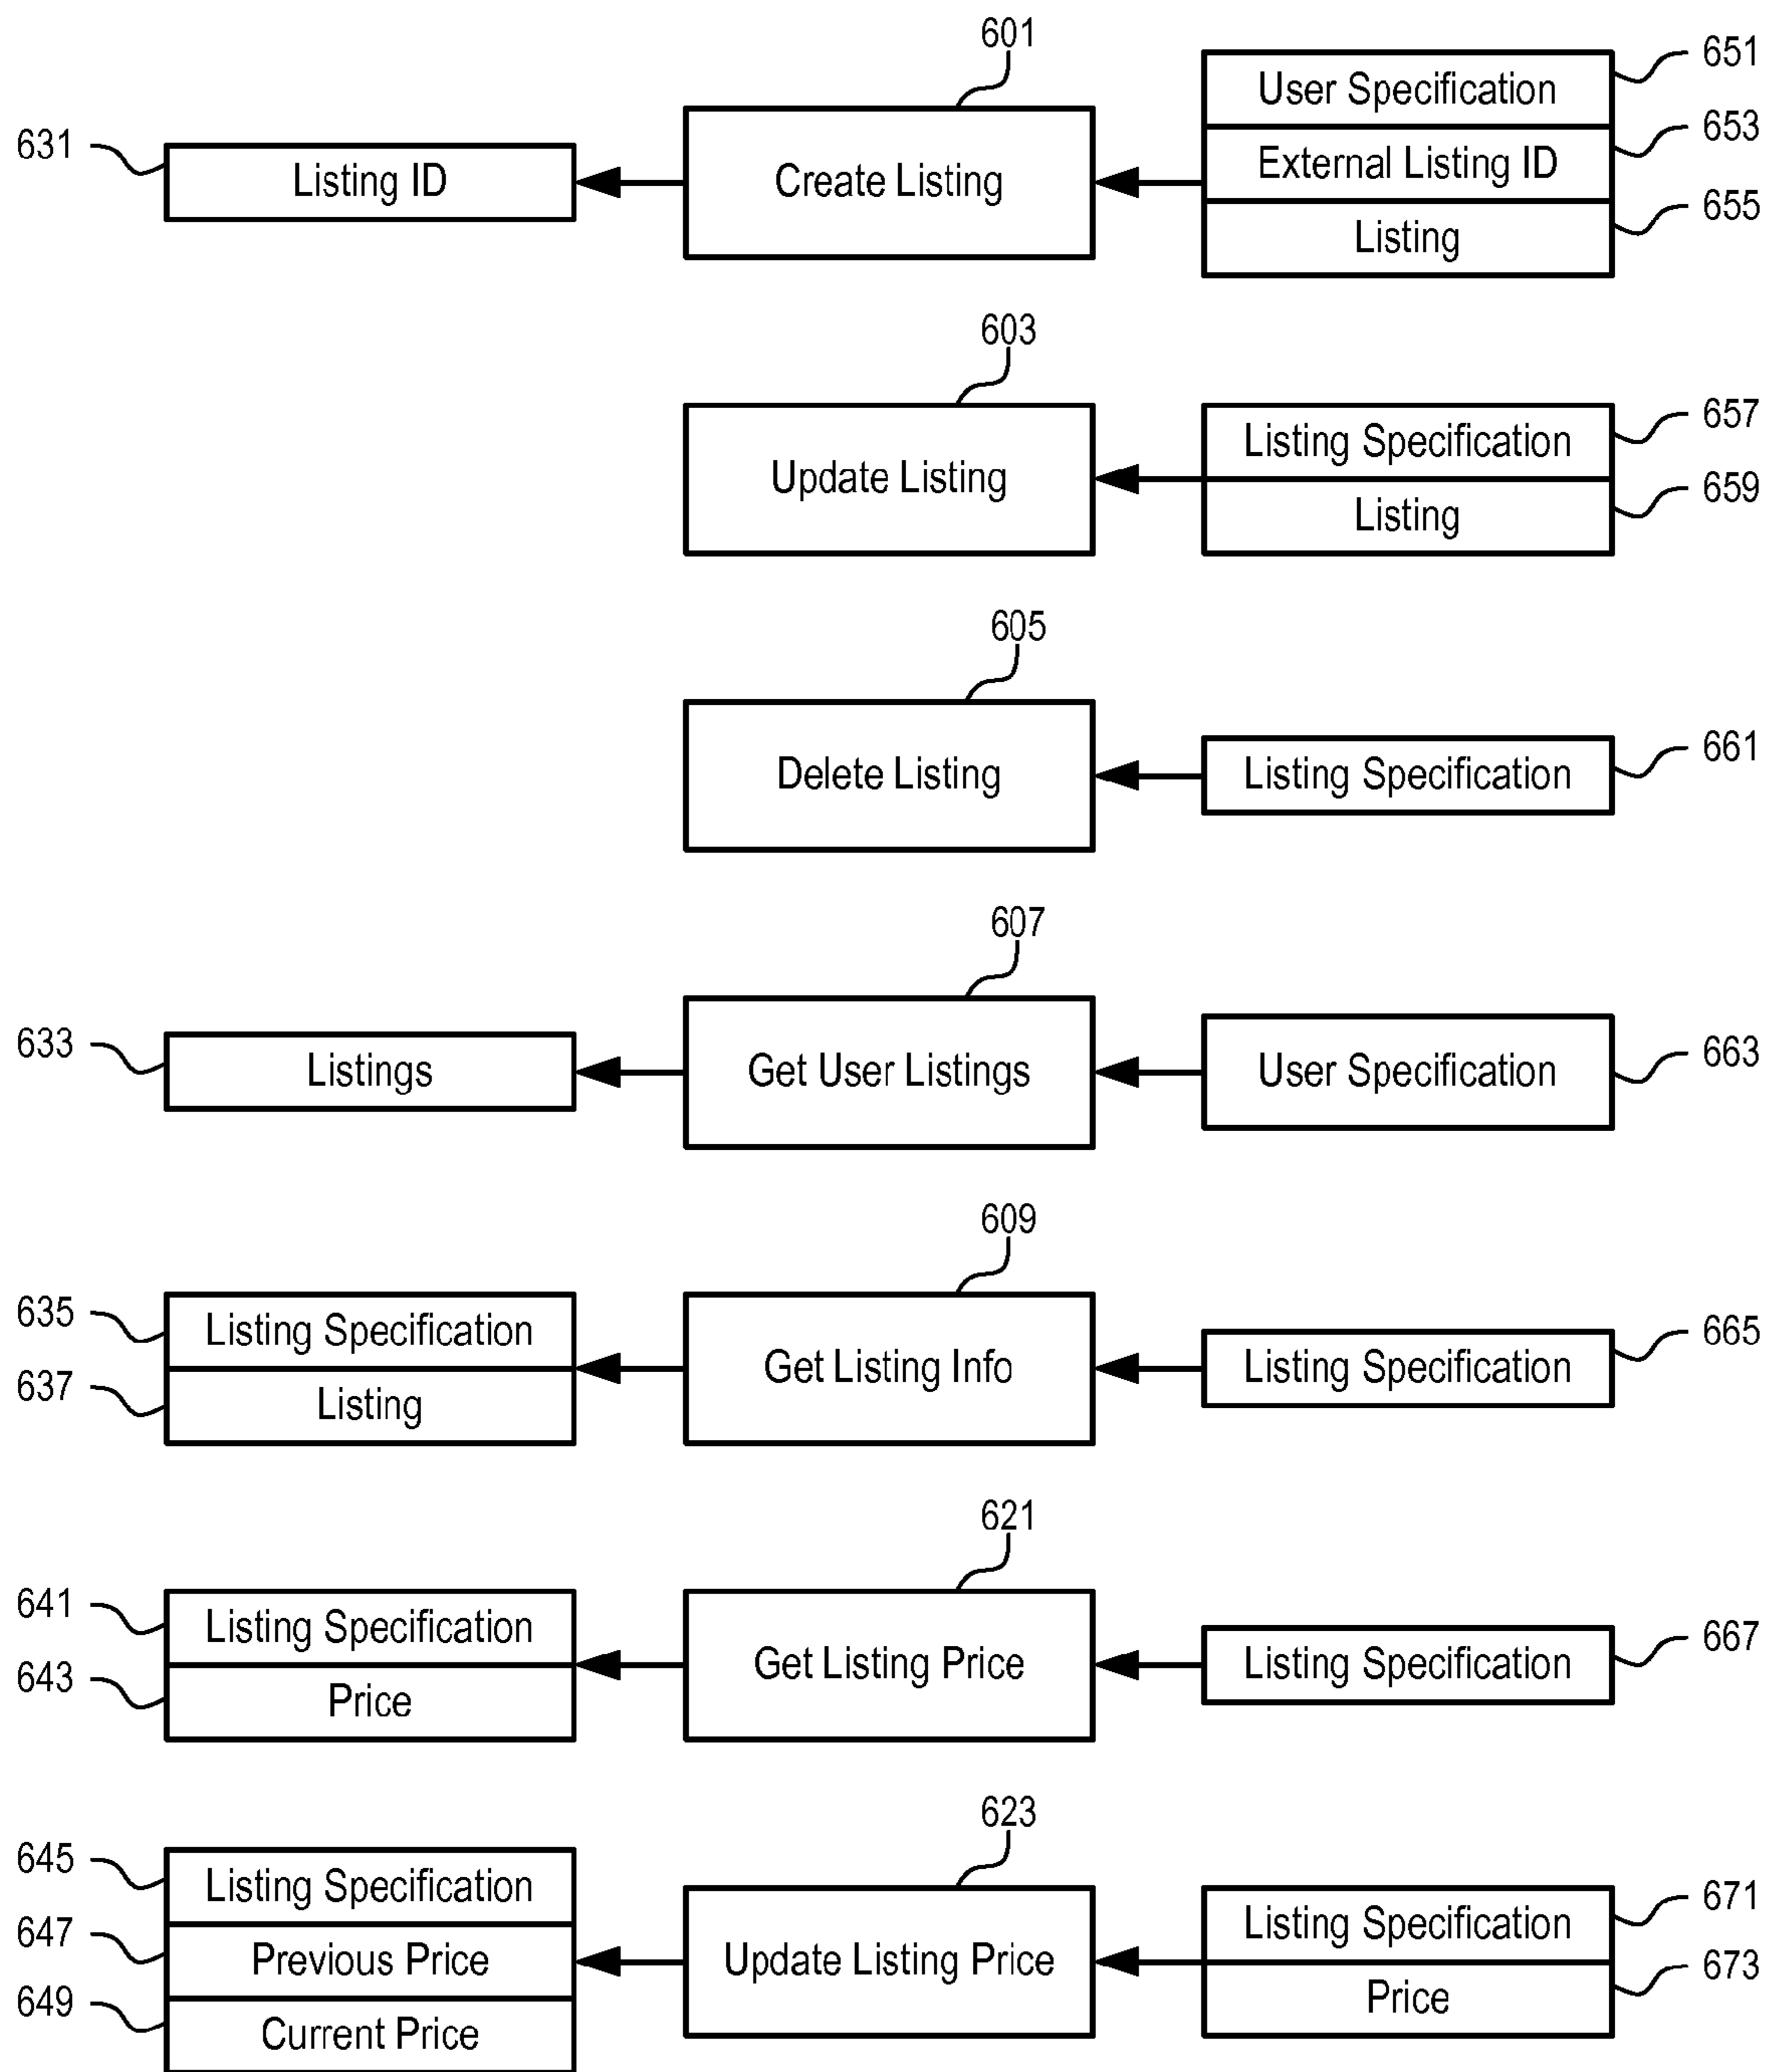 601
651
User Specification
653
631
Listing ID
Create Listing
External Listing ID
655
Listing
603
657
Listing Specification
Update Listing
659
Listing
605
661
Delete Listing
Listing Specification
607
633
Listings
Get User Listings
User Specification
663
609
635
Listing Specification
665
Get Listing Info
Listing Specification
637
Listing
621
641
Listing Specification
667
Get Listing Price
Listing Specification
643
Price
623
645
Listing Specification
671
Listing Specification
647
Previous Price
Update Listing Price
673
Price
649
Current Price